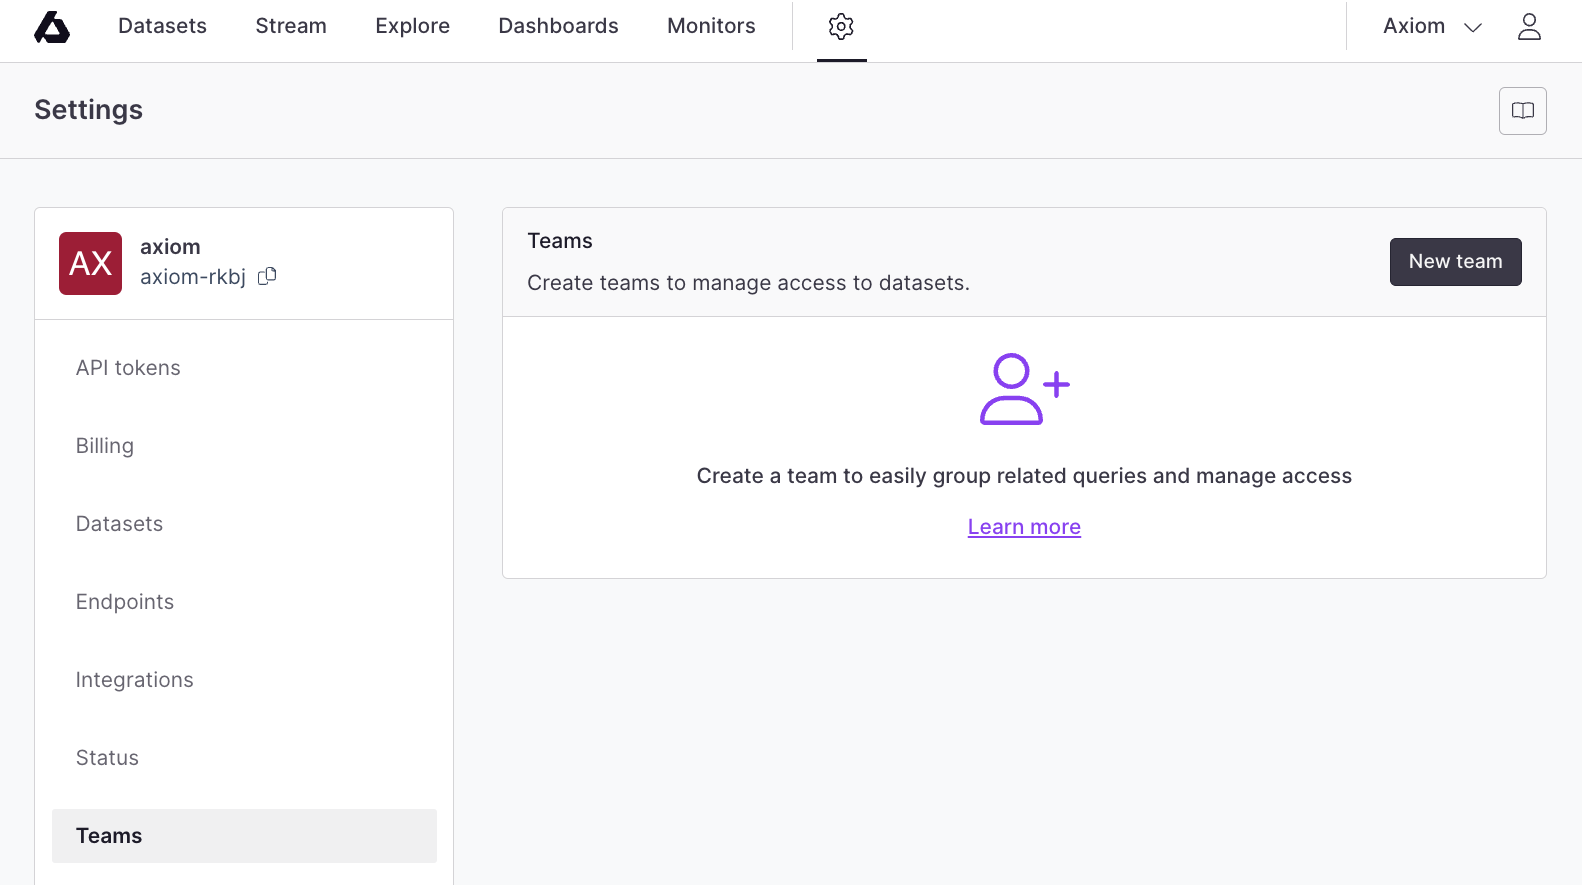 Datasets Stream Explore Dashboards Monitors Axiom
Settings
AX
axiom
axiom-rkbj
API tokens
Billing
Datasets
Endpoints
Integrations
Status
Teams
Teams
Create teams to manage access to datasets.
New team
Create a team to easily group related queries and manage access
Learn more